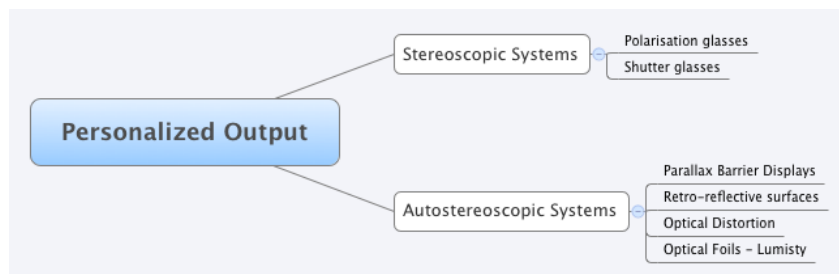 Personalized Output
Stereoscopic Systems
Polarisation glasses
Shutter glasses
Autostereoscopic Systems
Parallax Barrier Displays
Retro-reflective surfaces
Optical Distortion
Optical Foils - Lumisty